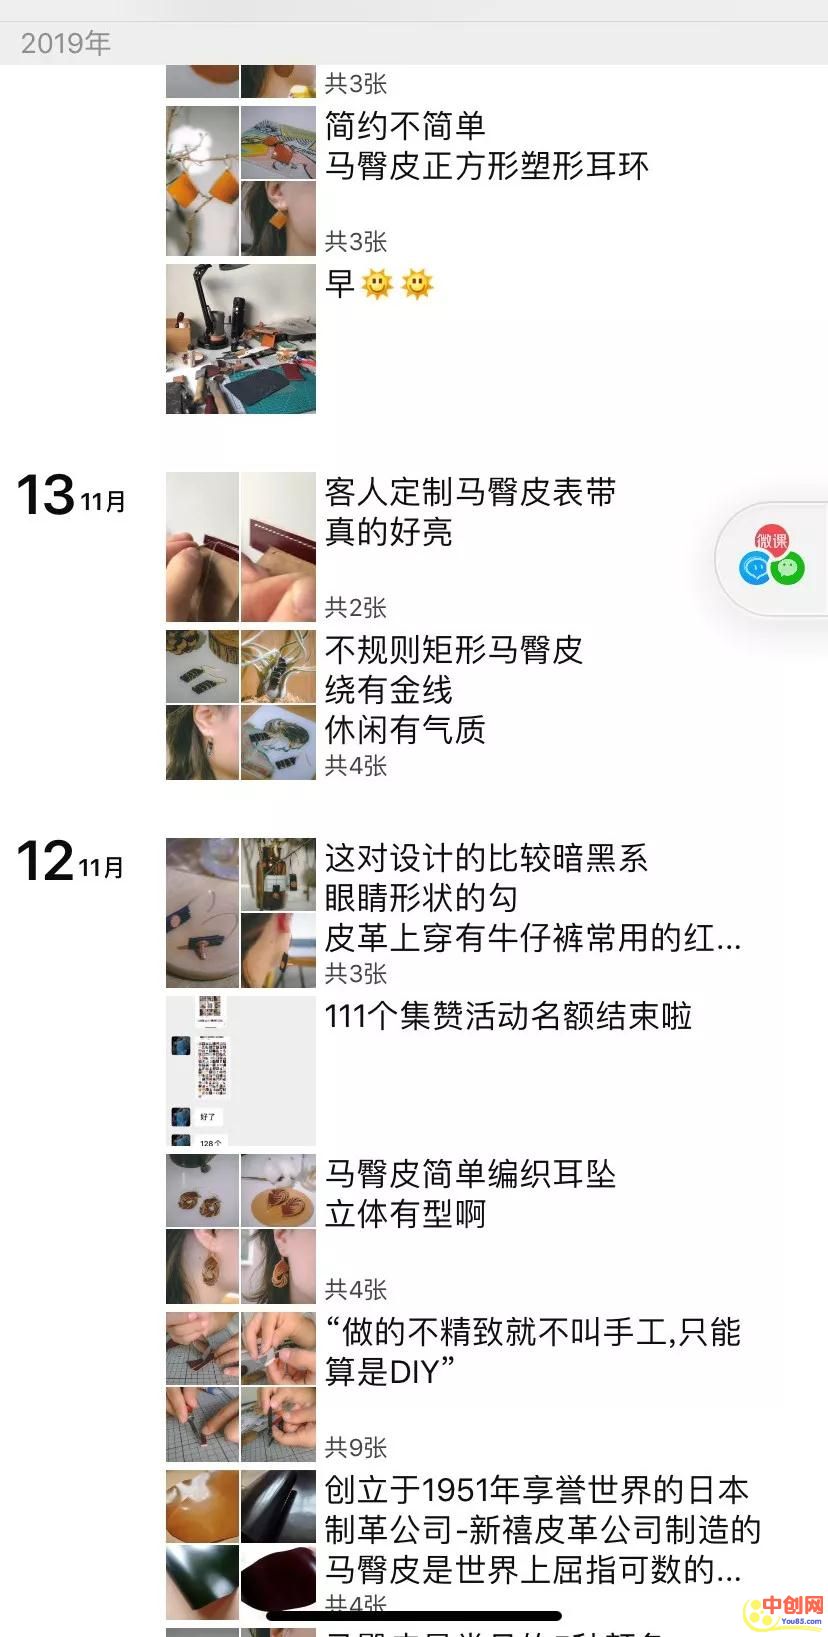 2019年
共3张
简约不简单
马臀皮正方形塑形耳环
共3张
早🌞🌞
13 11月
客人定制马臀皮表带
真的好亮
共2张
微课
不规则矩形马臀皮
绕有金线
休闲有气质
共4张
12 11月
这对设计的比较暗黑系
眼睛形状的勾
皮革上穿有牛仔裤常用的红...
共3张
111个集赞活动名额结束啦
好了
128个
马臀皮简单编织耳坠
立体有型啊
共4张
“做的不精致就不叫手工,只能
算是DIY”
共9张
创立于1951年享誉世界的日本
制革公司-新禧皮革公司制造的
马臀皮是世界上屈指可数的...
共4张
中创网
You85.com